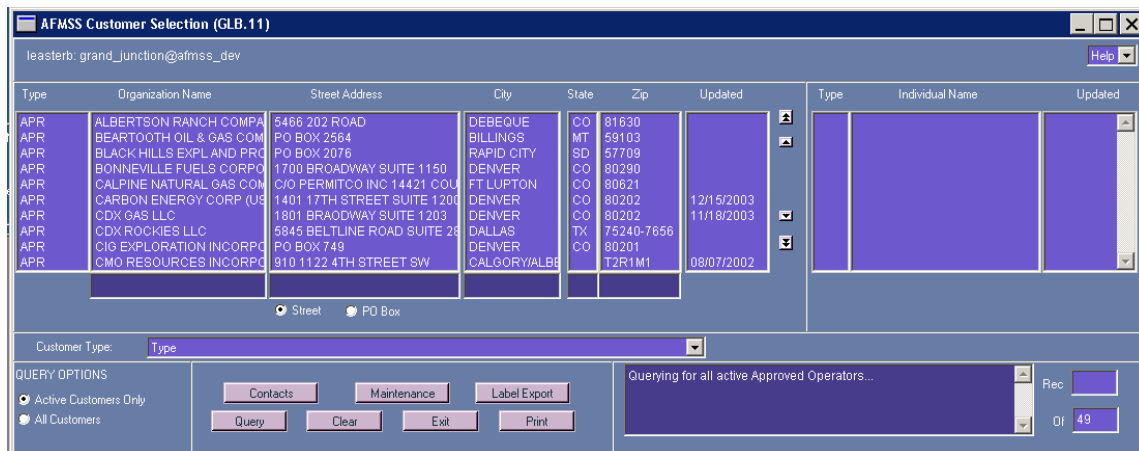 AFMSS Customer Selection (GLB.11)
leasterb: grand_junction@afmss_dev
Help
Type Organization Name Street Address City State Zip Updated Type Individual Name Updated
APR ALBERTSON RANCH COMPA 5466 202 ROAD DEBEQUE CO 81630
APR BEARTOOTH OIL & GAS COM PO BOX 2564 BILLINGS MT 59103
APR BLACK HILLS EXPL AND PRO PO BOX 2076 RAPID CITY SD 57709
APR BONNEVILLE FUELS CORPO 1700 BROADWAY SUITE 1150 DENVER CO 80290
APR CALPINE NATURAL GAS COM C/O PERMITCO INC 14421 COU FT LUPTON CO 80621
APR CARBON ENERGY CORP (US 1401 17TH STREET SUITE 1200 DENVER CO 80202 12/15/2003
APR CDX GAS LLC 1801 BRAODWAY SUITE 1203 DENVER CO 80202 11/18/2003
APR CDX ROCKIES LLC 5845 BELTLINE ROAD SUITE 28 DALLAS TX 75240-7656
APR CIG EXPLORATION INCORPO PO BOX 749 DENVER CO 80201
APR CMO RESOURCES INCORPO 910 1122 4TH STREET SW CALGORY/ALBE T2R1M1 08/07/2002
Street PO Box
Customer Type: Type
QUERY OPTIONS
Active Customers Only
All Customers
Contacts Maintenance Label Export
Query Clear Exit Print
Querying for all active Approved Operators...
Rec
Of 49